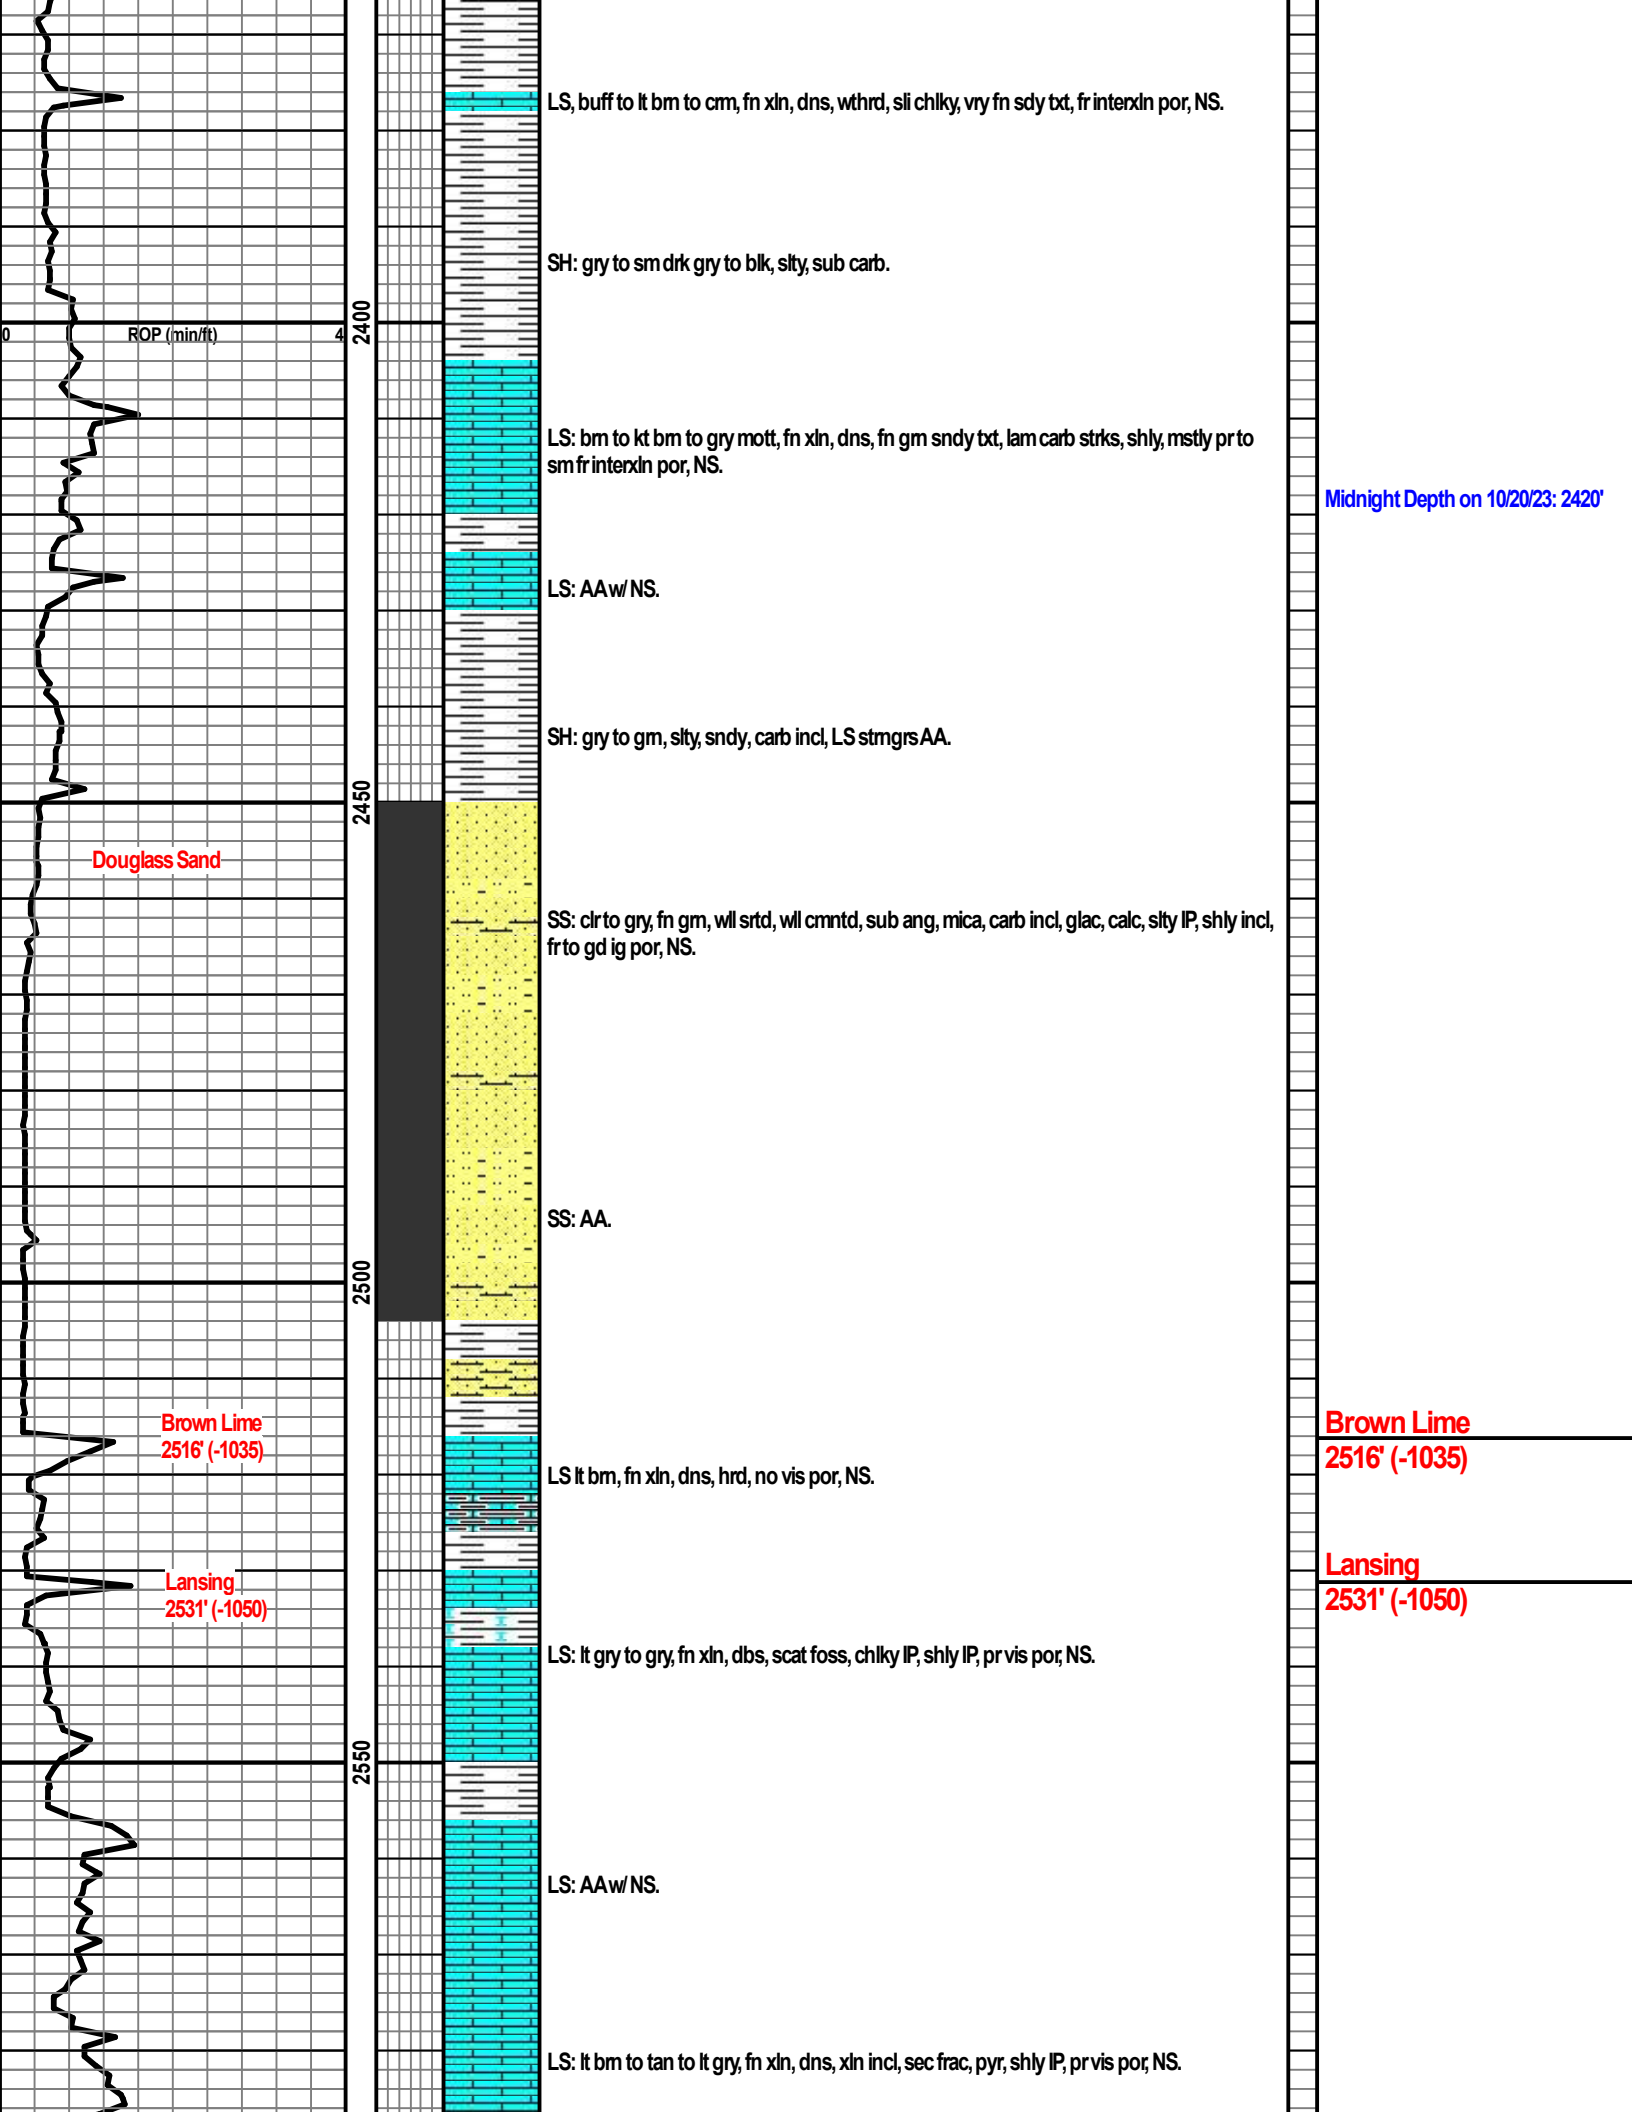 LS, buff to lt brn to crm, fn xln, dns, wthrd, sli chlky, vry fn sdy txt, fr interxln por, NS.
SH: gry to sm drk gry to blk, slty, sub carb.
2400
0 ROP (min/ft) 4
LS: brn to kt brn to gry mott, fn xln, dns, fn grn sndy txt, lam carb strks, shly, mstly pr to
sm fr interxln por, NS.
Midnight Depth on 10/20/23: 2420'
LS: AA w/ NS.
SH: gry to grn, slty, sndy, carb incl, LS strngrs AA.
2450
Douglass Sand
SS: clr to gry, fn grn, wll srtd, wll cmntd, sub ang, mica, carb incl, glac, calc, slty IP, shly incl,
fr to gd ig por, NS.
SS: AA.
2500
Brown Lime
2516' (-1035)
Brown Lime
2516' (-1035)
LS lt brn, fn xln, dns, hrd, no vis por, NS.
Lansing
2531' (-1050)
Lansing
2531' (-1050)
LS: lt gry to gry, fn xln, dbs, scat foss, chlky IP, shly IP, pr vis por, NS.
2550
LS: AA w/ NS.
LS: lt brn to tan to lt gry, fn xln, dns, xln incl, sec frac, pyr, shly IP, pr vis por, NS.